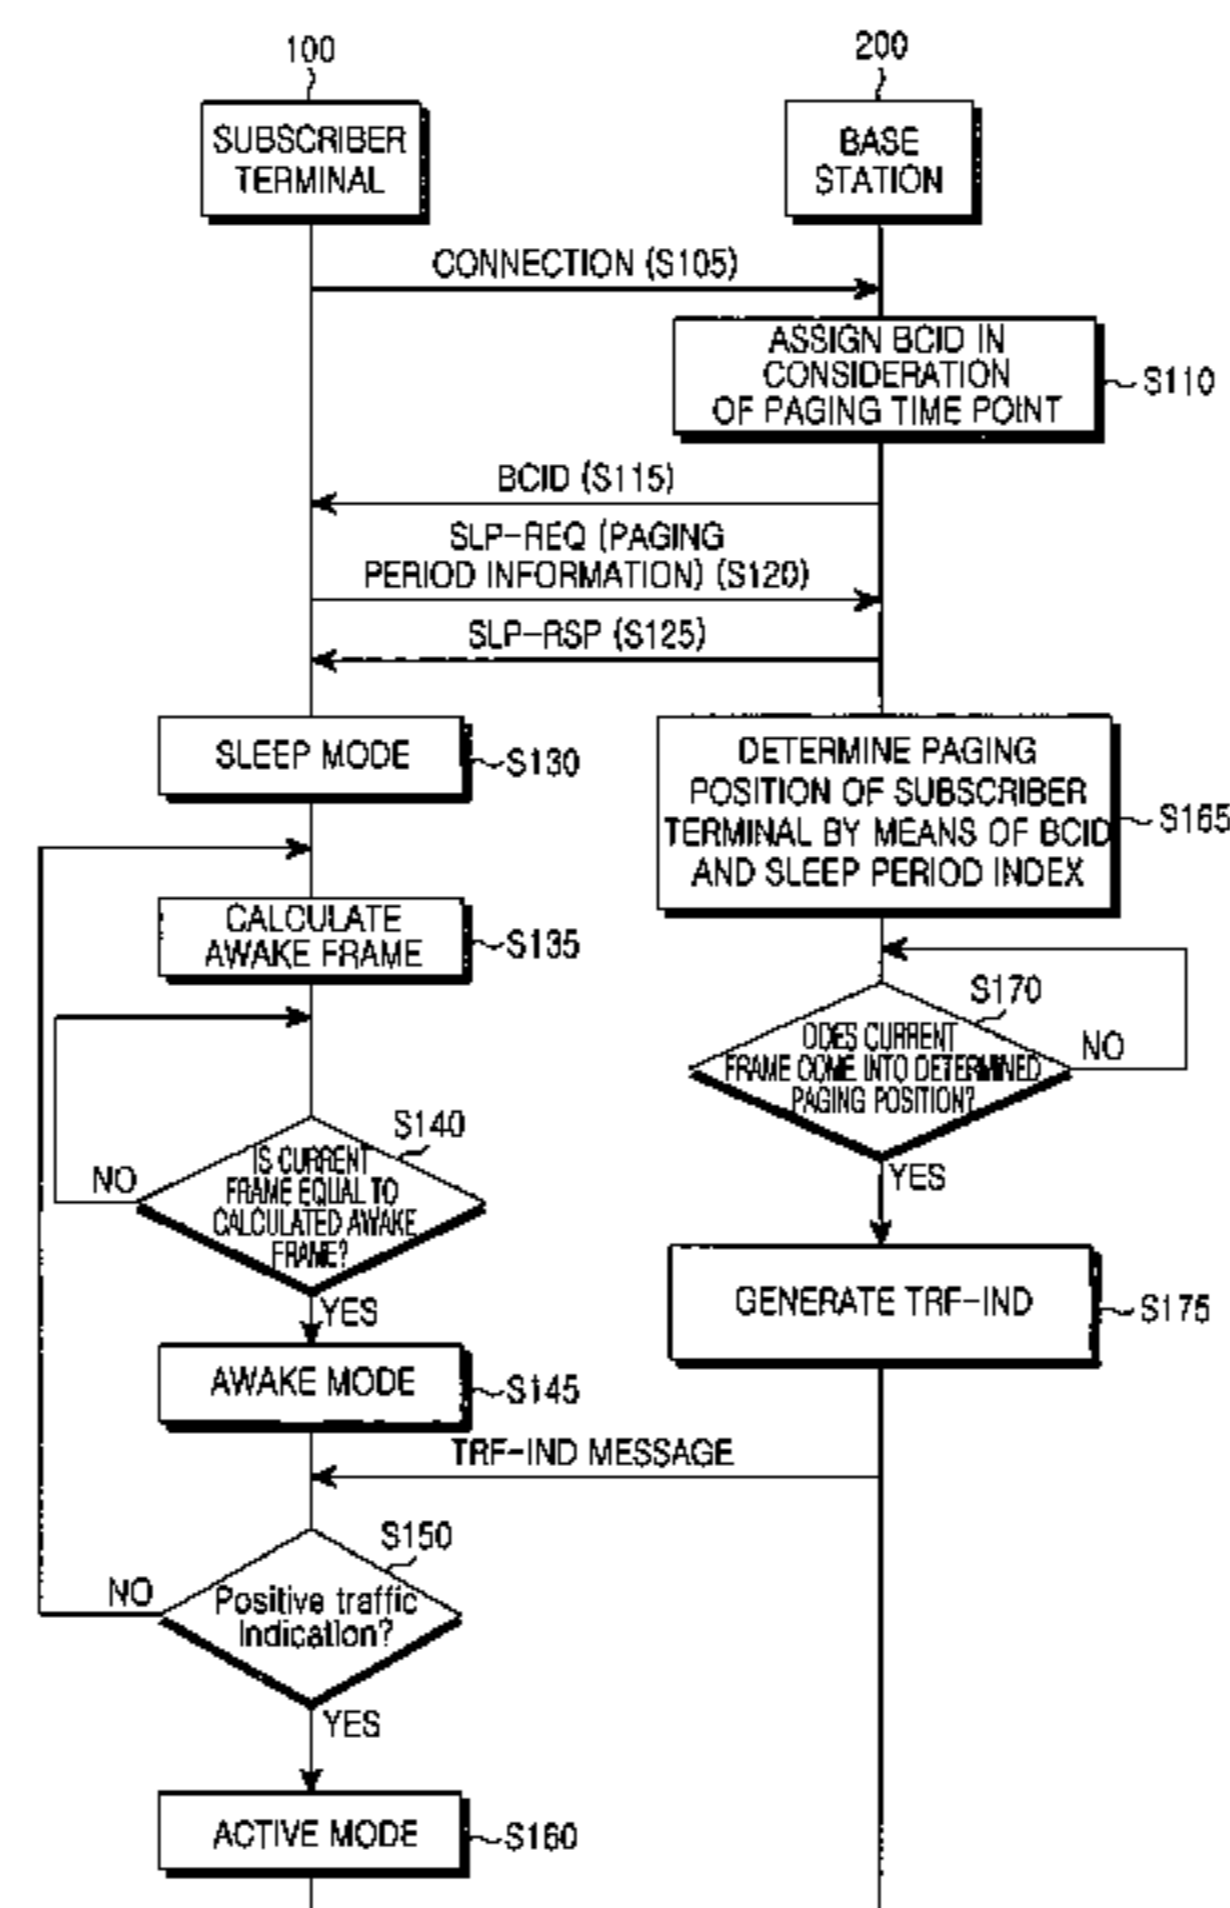 100
200
SUBSCRIBER
TERMINAL
BASE
STATION
CONNECTION (S105)
ASSIGN BCID IN
CONSIDERATION
OF PAGING TIME POINT
S110
BCID (S115)
SLP-REQ (PAGING
PERIOD INFORMATION) (S120)
SLP-RSP (S125)
SLEEP MODE
S130
DETERMINE PAGING
POSITION OF SUBSCRIBER
TERMINAL BY MEANS OF BCID
AND SLEEP PERIOD INDEX
S165
CALCULATE
AWAKE FRAME
S135
S170
DOES CURRENT
FRAME COME INTO DETERMINED
PAGING POSITION?
NO
YES
S140
IS CURRENT
FRAME EQUAL TO
CALCULATED AWAKE
FRAME?
NO
YES
GENERATE TRF-IND
S175
AWAKE MODE
S145
TRF-IND MESSAGE
S150
Positive traffic
Indication?
NO
YES
ACTIVE MODE
S160